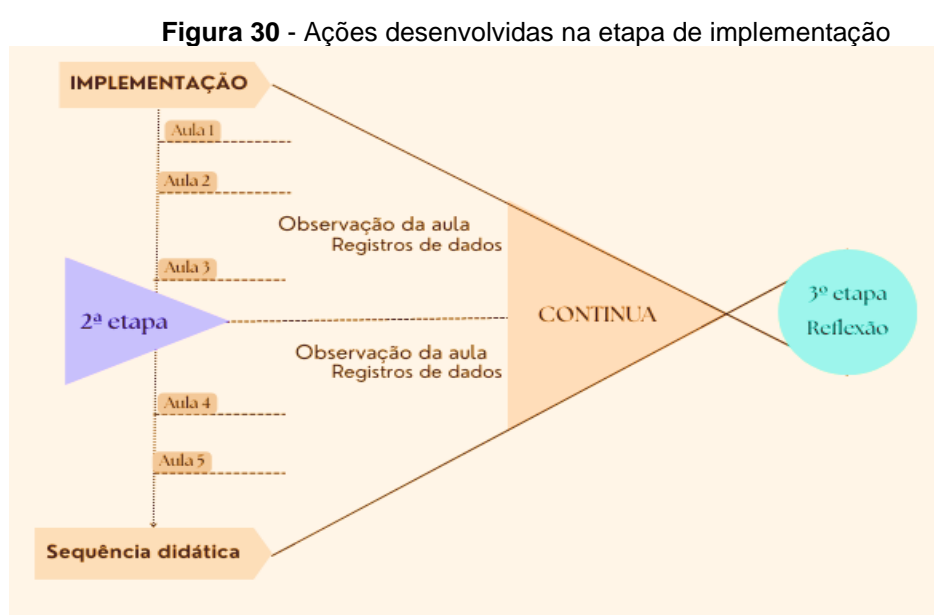 Figura 30 - Ações desenvolvidas na etapa de implementação
IMPLEMENTAÇÃO
Aula 1
Aula 2
Observação da aula
Registros de dados
Aula 3
2ª etapa
CONTINUA
3º etapa
Reflexão
Observação da aula
Registros de dados
Aula 4
Aula 5
Sequência didática